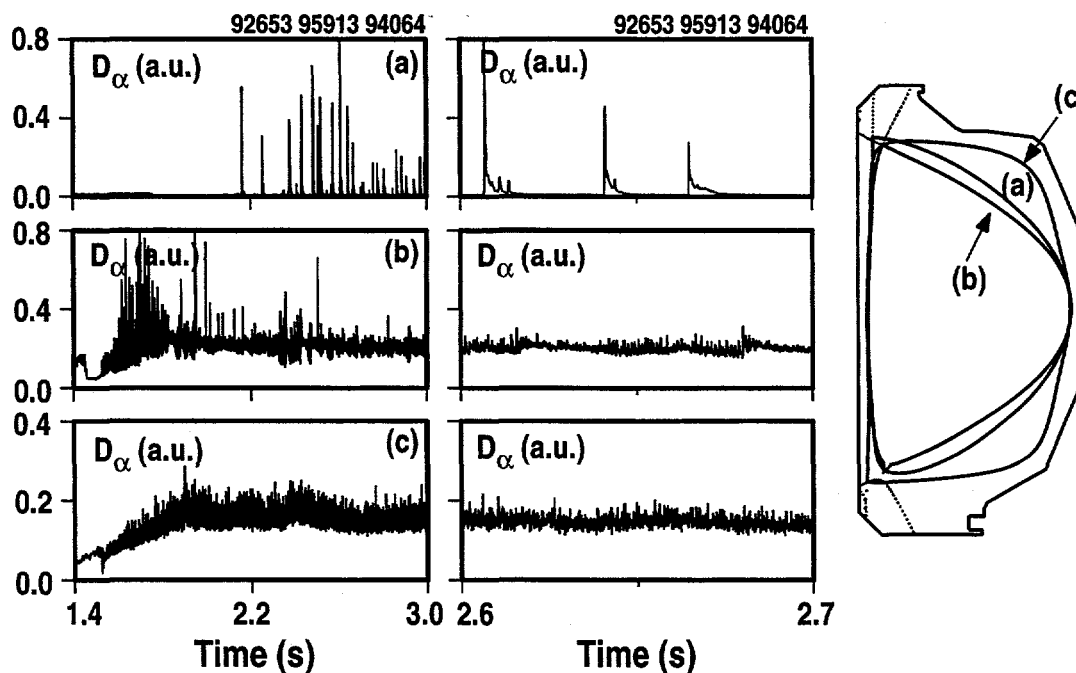 92653 95913 94064
92653 95913 94064
0.8
Dα (a.u.)
(a)
Dα (a.u.)
0.4
0.0
0.8
Dα (a.u.)
(b)
Dα (a.u.)
0.4
0.0
0.4
Dα (a.u.)
(c)
Dα (a.u.)
0.2
0.0
1.4
2.2
3.0
2.6
2.7
Time (s)
Time (s)
(c
(a)
(b)